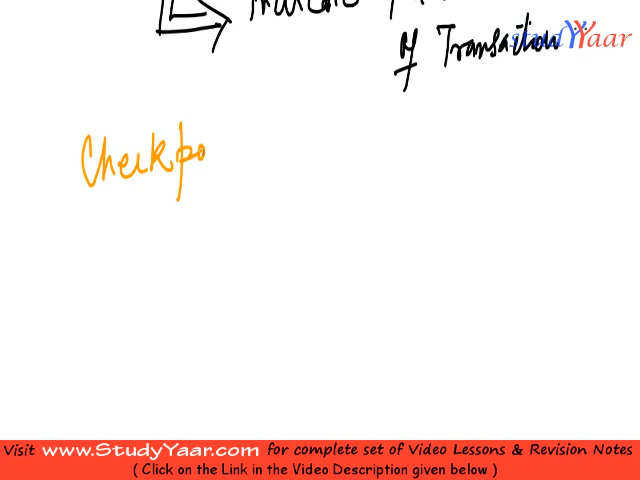 of Transaction
studYYaar
Checkpo
Visit www.StudyYaar.com for complete set of Video Lessons & Revision Notes
( Click on the Link in the Video Description given below )